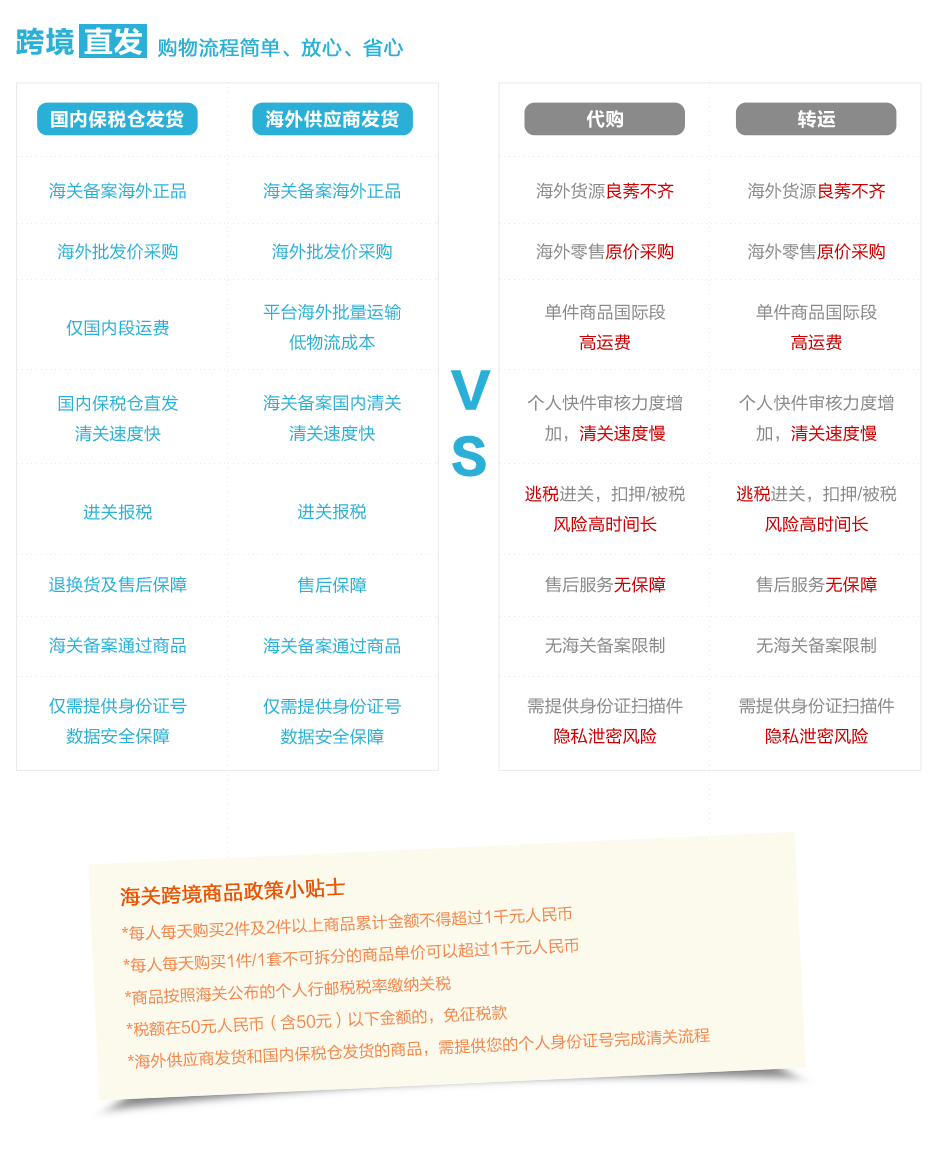 跨境直发 购物流程简单、放心、省心
国内保税仓发货 海外供应商发货 代购 转运
海关备案海外正品 海关备案海外正品 海外货源良莠不齐 海外货源良莠不齐
海外批发价采购 海外批发价采购 海外零售原价采购 海外零售原价采购
仅国内段运费 平台海外批量运输 单件商品国际段 单件商品国际段
低物流成本 高运费 高运费
国内保税仓直发 海关备案国内清关 个人快件审核力度增 个人快件审核力度增
清关速度快 清关速度快 加，清关速度慢 加，清关速度慢
V
S
进关报税 进关报税 逃税进关，扣押/被税 逃税进关，扣押/被税
风险高时间长 风险高时间长
退换货及售后保障 售后保障 售后服务无保障 售后服务无保障
海关备案通过商品 海关备案通过商品 无海关备案限制 无海关备案限制
仅需提供身份证号 仅需提供身份证号 需提供身份证扫描件 需提供身份证扫描件
数据安全保障 数据安全保障 隐私泄密风险 隐私泄密风险
海关跨境商品政策小贴士
*每人每天购买2件及2件以上商品累计金额不得超过1千元人民币
*每人每天购买1件/1套不可拆分的商品单价可以超过1千元人民币
*商品按照海关公布的个人行邮税税率缴纳关税
*税额在50元人民币（含50元）以下金额的，免征税款
*海外供应商发货和国内保税仓发货的商品，需提供您的个人身份证号完成清关流程